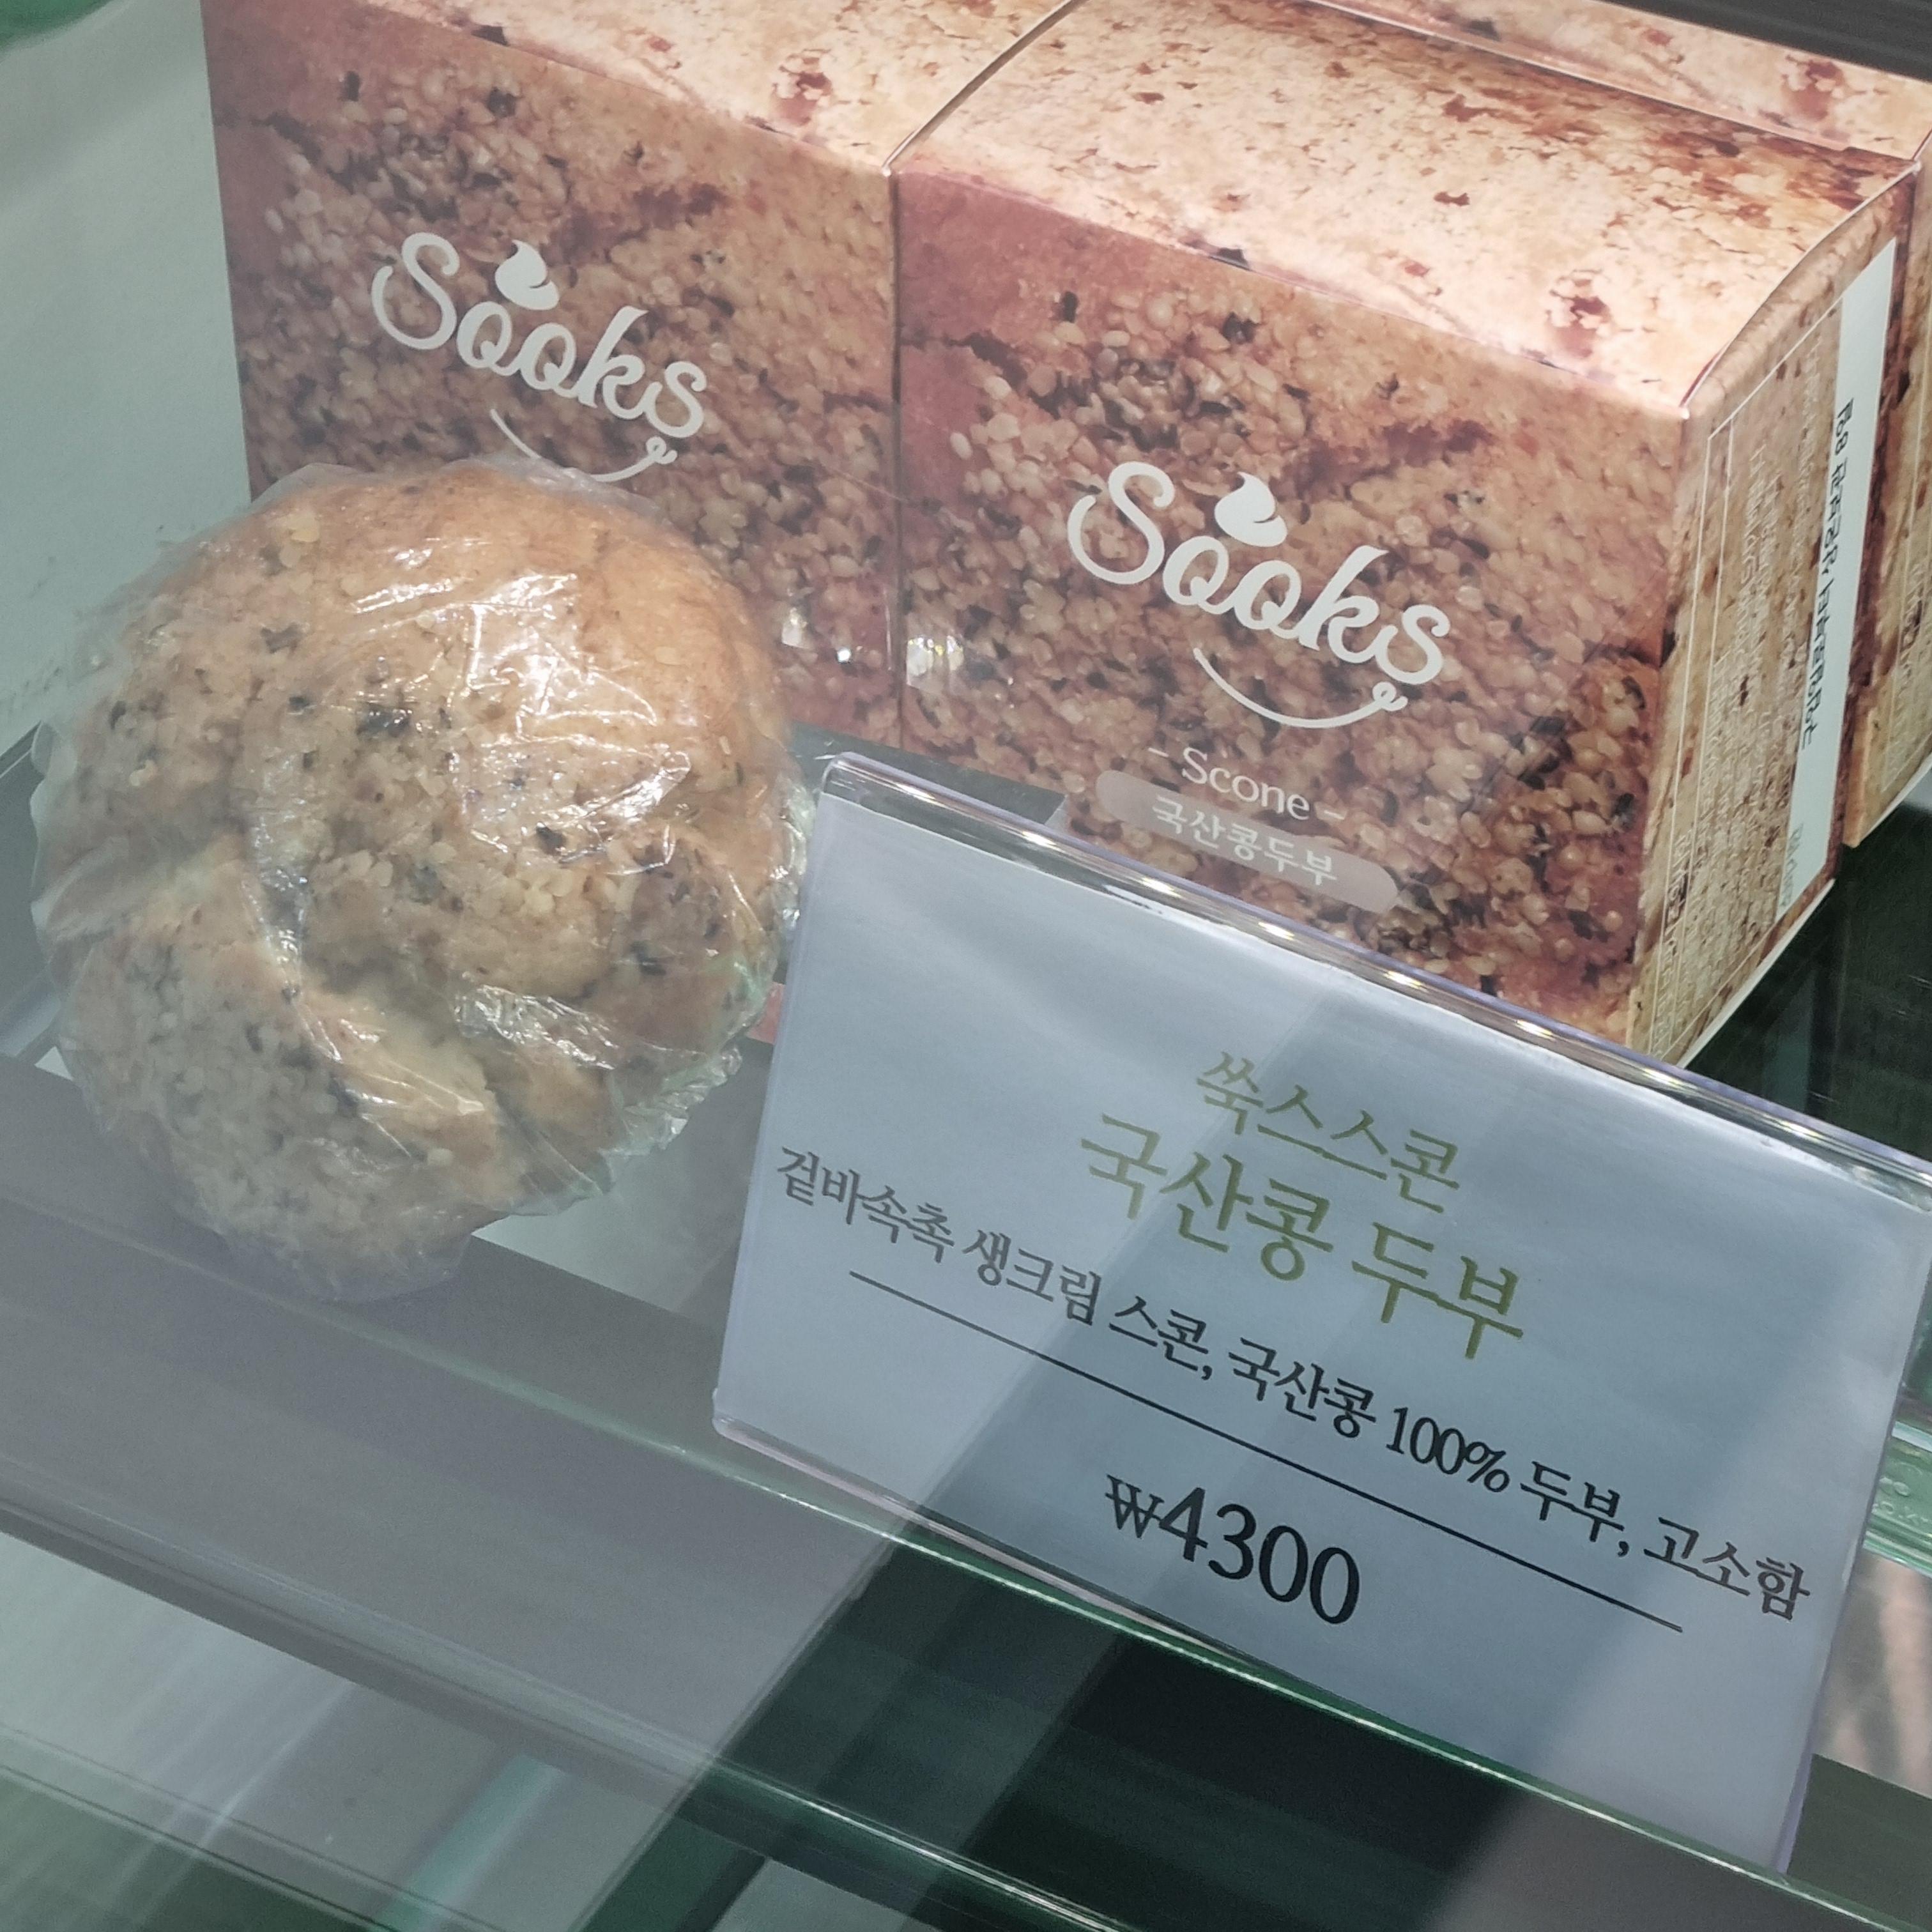 Sooks
Sooks
- Scone -
국산콩두부
쑥스스콘
국산콩 두부
겉바속촉 생크림 스콘, 국산콩 100% 두부, 고소함
₩4300